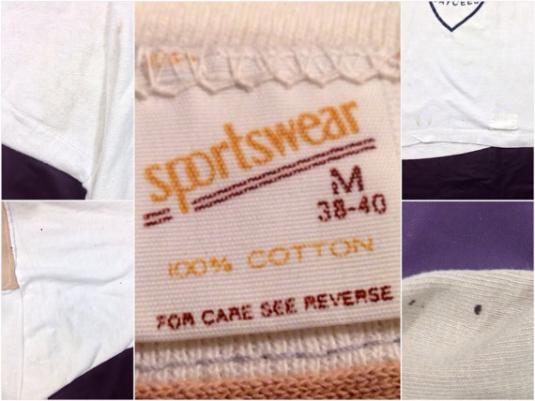 sportswear
M
38-40
100% COTTON
FOR CARE SEE REVERSE